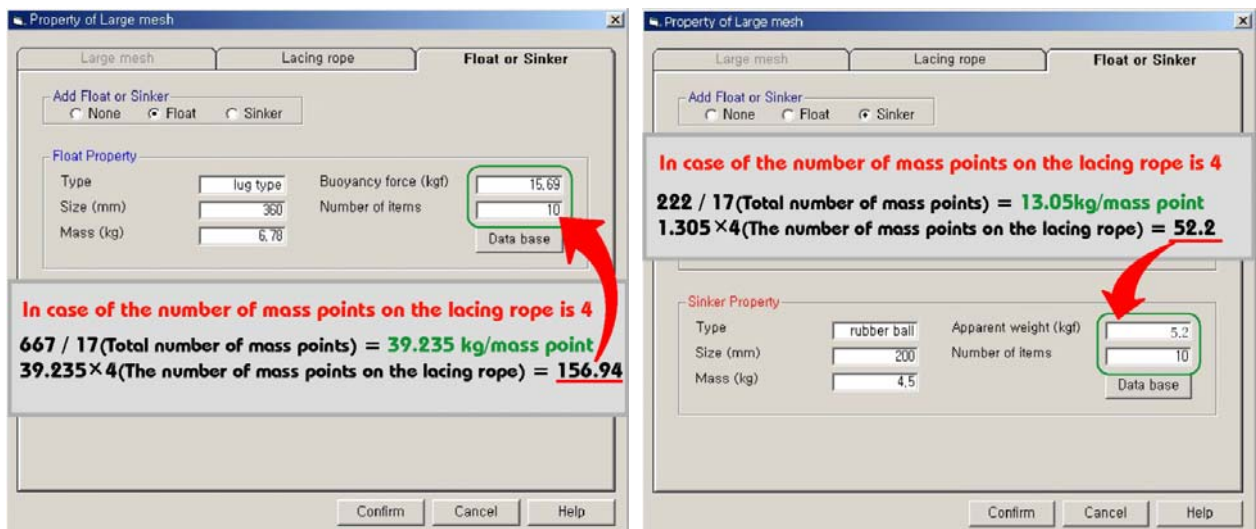 Property of Large mesh
Large mesh Lacing rope Float or Sinker
Add Float or Sinker
None Float Sinker
Float Property
Type lug type Buoyancy force (kgf) 15,69
Size (mm) 360 Number of items 10
Mass (kg) 6,78 Data base
In case of the number of mass points on the lacing rope is 4
667 / 17(Total number of mass points) = 39.235 kg/mass point
39.235×4(The number of mass points on the lacing rope) = 156.94
Confirm Cancel Help
Property of Large mesh
Large mesh Lacing rope Float or Sinker
Add Float or Sinker
None Float Sinker
In case of the number of mass points on the lacing rope is 4
222 / 17(Total number of mass points) = 13.05kg/mass point
1.305×4(The number of mass points on the lacing rope) = 52.2
Sinker Property
Type rubber ball Apparent weight (kgf) 5.2
Size (mm) 200 Number of items 10
Mass (kg) 4,5 Data base
Confirm Cancel Help